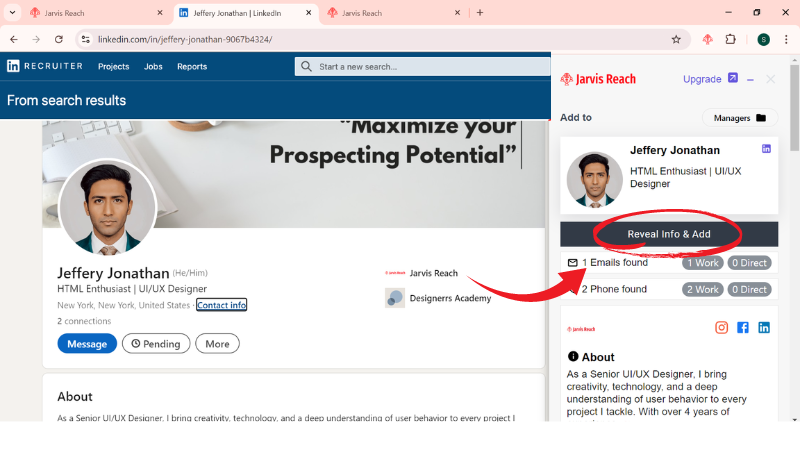 Jarvis Reach
Jeffery Jonathan | LinkedIn
Jarvis Reach
linkedin.com/in/jeffery-jonathan-9067b4324/
S
in RECRUITER
Projects
Jobs
Reports
Start a new search...
From search results
"Maximize your
Prospecting Potential”
Jeffery Jonathan (He/Him)
HTML Enthusiast | UI/UX Designer
New York, New York, United States · Contact info
2 connections
Jarvis Reach
Jarvis Reach
Designerrs Academy
Message
Pending
More
About
As a Senior UI/UX Designer, I bring creativity, technology, and a deep understanding of user behavior to every project I
Jarvis Reach
Upgrade
Add to
Managers
Jeffery Jonathan
in
HTML Enthusiast | UI/UX
Designer
Reveal Info & Add
1 Emails found
1 Work
0 Direct
2 Phone found
2 Work
0 Direct
Jarvis Reach
in
About
As a Senior UI/UX Designer, I bring
creativity, technology, and a deep
understanding of user behavior to every
project I tackle. With over 4 years of